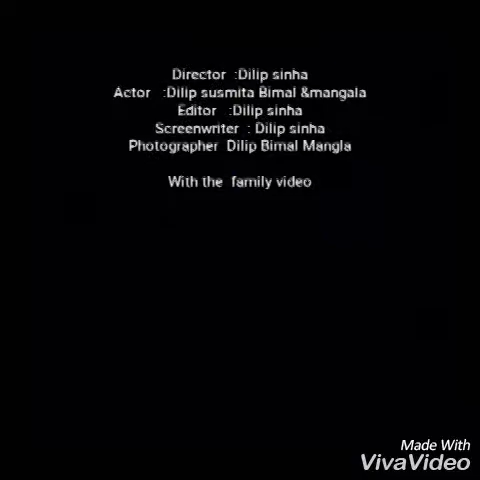 Director :Dilip sinha
Actor :Dilip susmita Bimal &mangala
Editor :Dilip sinha
Screenwriter : Dilip sinha
Photographer Dilip Bimal Mangla
With the family video
Made With
VivaVideo